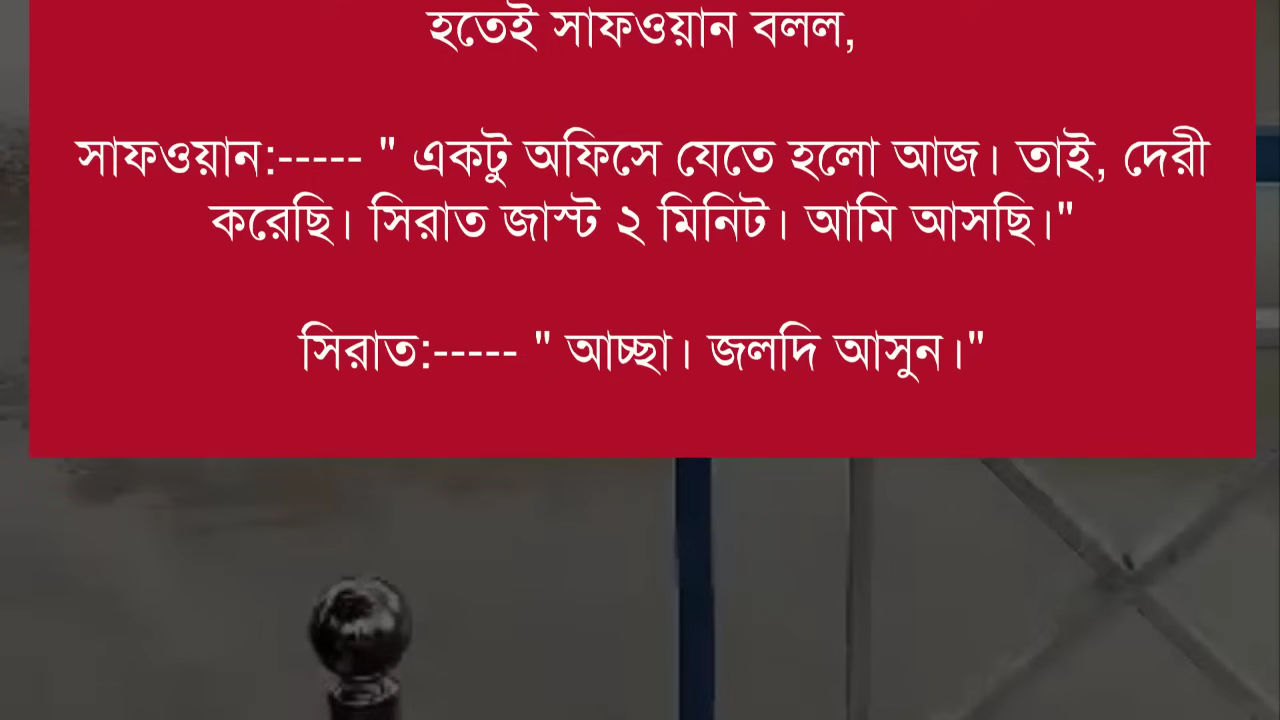 হতেই সাফওয়ান বলল,
সাফওয়ান:----- " একটু অফিসে যেতে হলো আজ। তাই, দেরী
করেছি। সিরাত জাস্ট ২ মিনিট। আমি আসছি।"
সিরাত:----- " আচ্ছা। জলদি আসুন।"